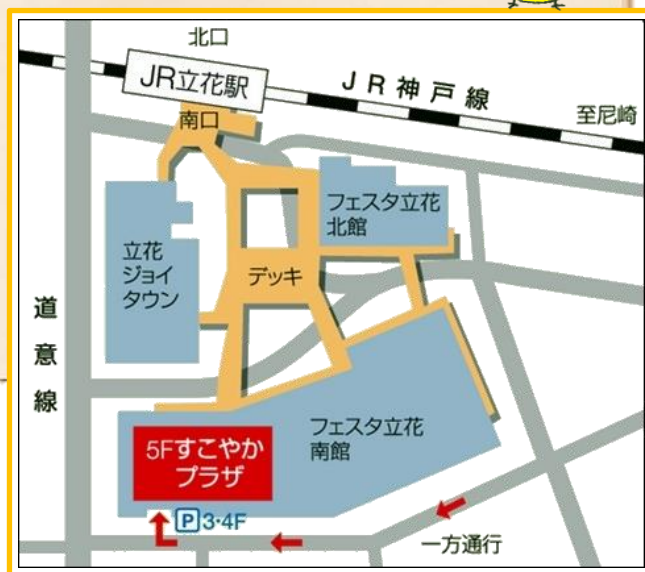 北口
JR立花駅
JR神戸線
南口
至尼崎
フェスタ立花
北館
立花
ジョイ
タウン
デッキ
道意線
フェスタ立花
南館
5Fすこやか
プラザ
P3・4F
一方通行